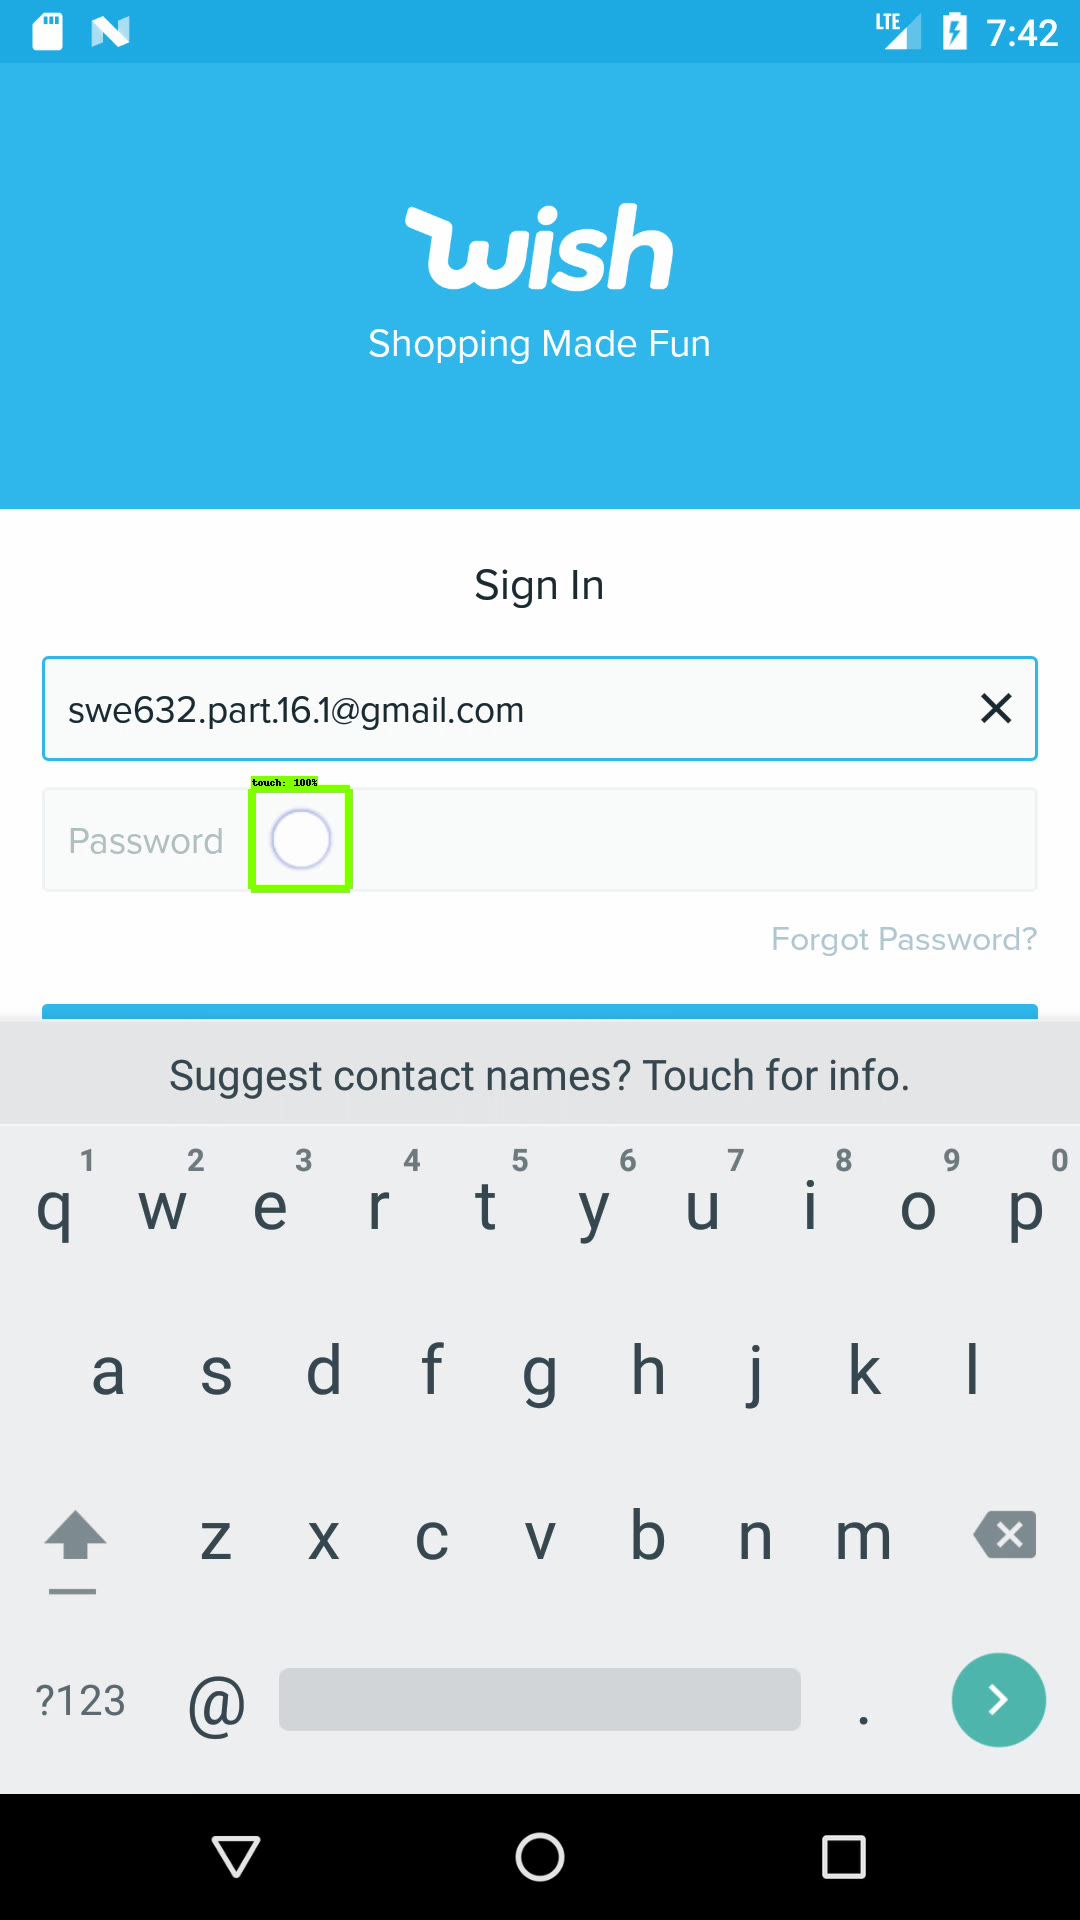 LTE 7:42
wish
Shopping Made Fun
Sign In
swe632.part.16.1@gmail.com
touch: 100%
Password
Forgot Password?
Suggest contact names? Touch for info.
1 2 3 4 5 6 7 8 9 0
q w e r t y u i o p
a s d f g h j k l
z x c v b n m
?123 @ .